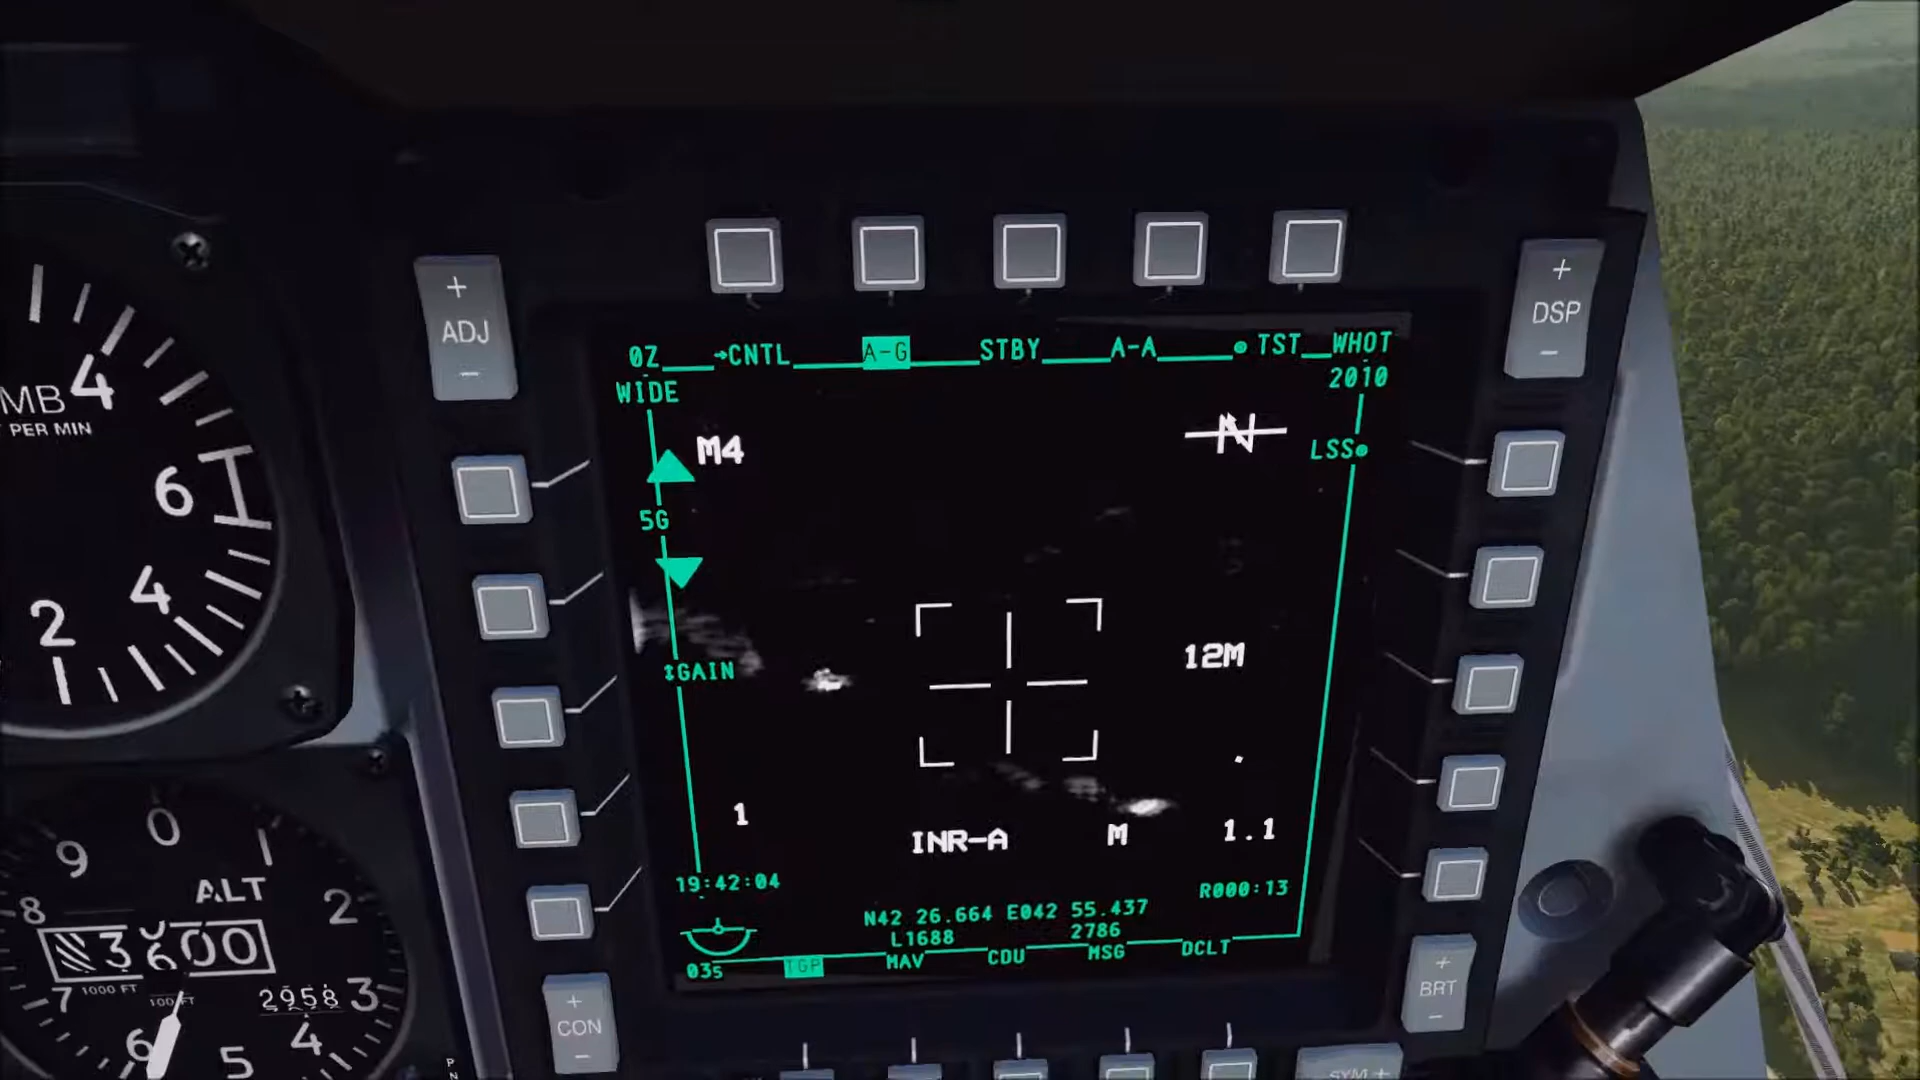 +
ADJ
-
+
DSP
-
0Z →CNTL A-G STBY A-A TST WHOT
WIDE
2010
M4
N
LSS
5G
↕GAIN
12M
1
INR-A
M
1.1
19:42:04
R000:13
N42 26.664 E042 55.437
L1688
2786
03s
TGP
MAV
CDU
MSG
DCLT
+
CON
-
+
BRT
-
SYM +
4
PER MIN
6
4
2
0
1
9
ALT
8
2
3600
1000 FT
100 FT
7
2958
3
6
5
4